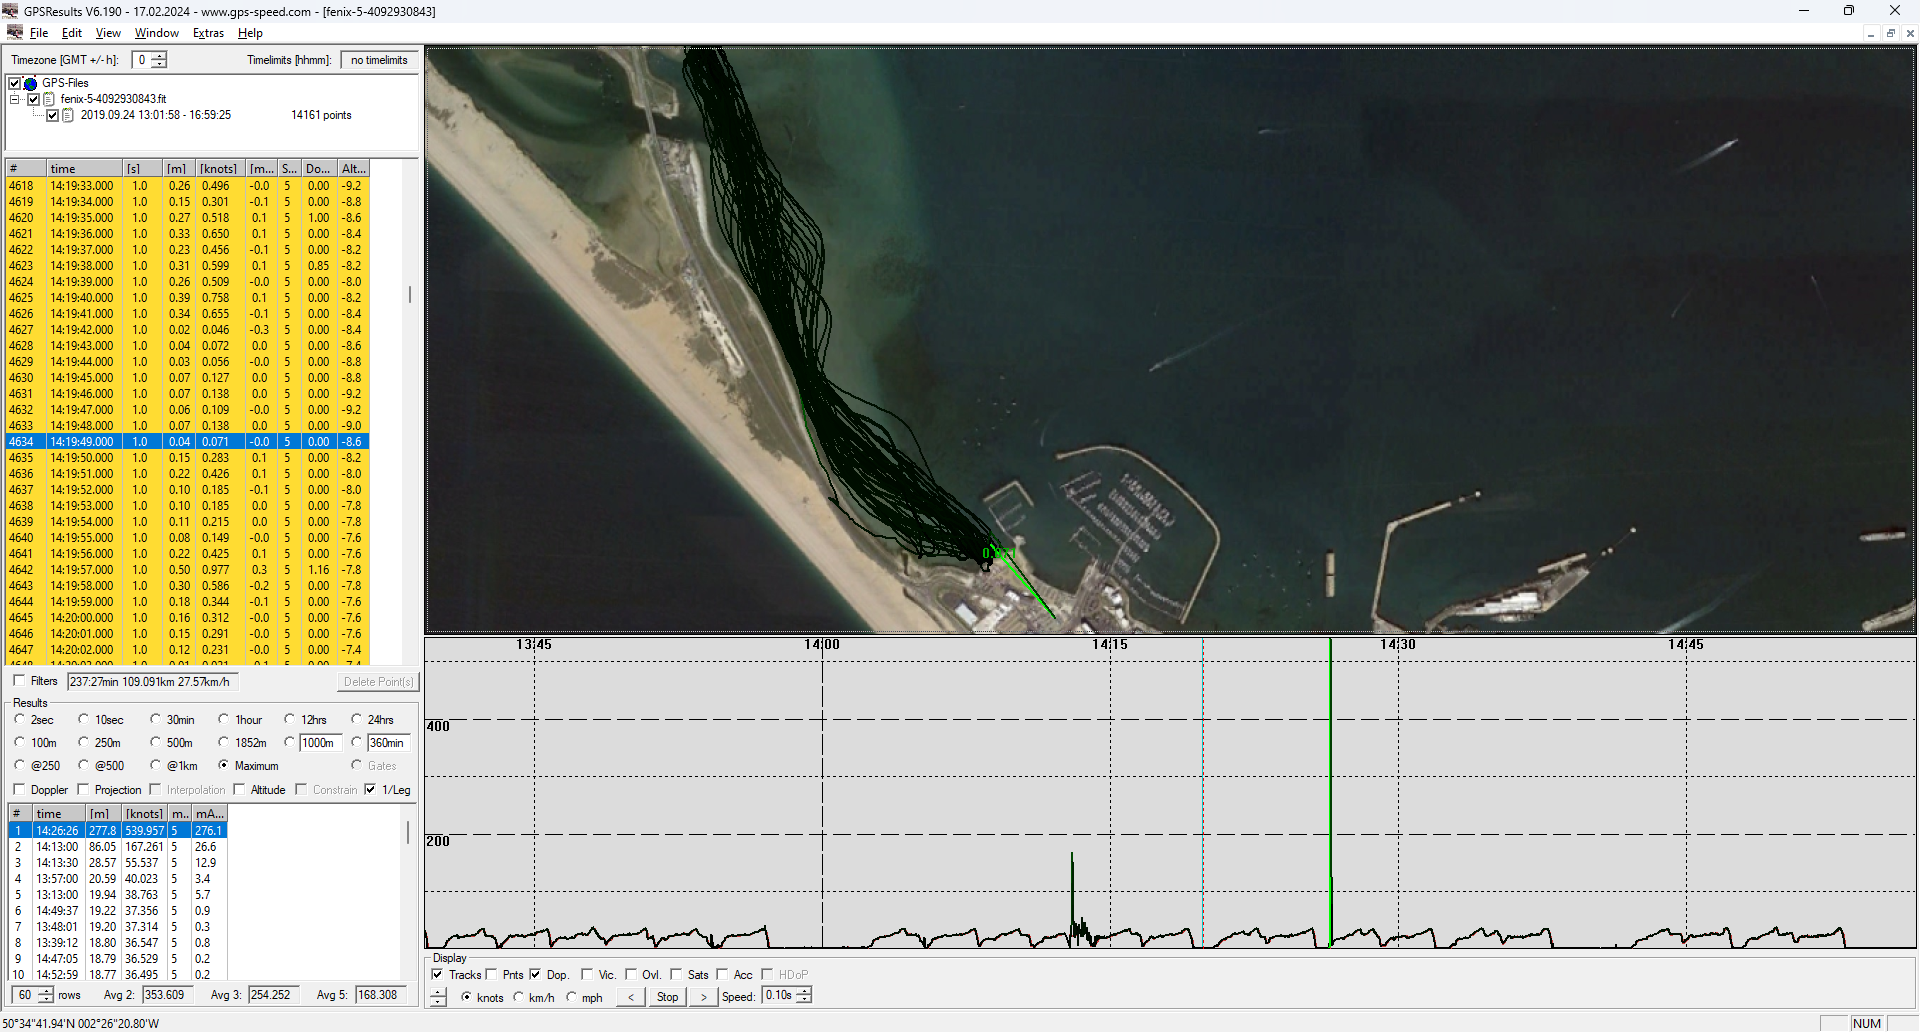 GPSResults V6.190 - 17.02.2024 - www.gps-speed.com - [fenix-5-4092930843]
File Edit View Window Extras Help
Timezone [GMT +/- h]: 0 Timelimits [hhmm]: no timelimits
GPS-Files
fenix-5-4092930843.fit
2019.09.24 13:01:58 - 16:59:25 14161 points
# time [s] [m] [knots] [m... S... Do... Alt...
4618 14:19:33.000 1.0 0.26 0.496 -0.0 5 0.00 -9.2
4619 14:19:34.000 1.0 0.15 0.301 -0.1 5 0.00 -8.8
4620 14:19:35.000 1.0 0.27 0.518 0.1 5 1.00 -8.6
4621 14:19:36.000 1.0 0.33 0.650 0.1 5 0.00 -8.4
4622 14:19:37.000 1.0 0.23 0.456 -0.1 5 0.00 -8.2
4623 14:19:38.000 1.0 0.31 0.599 0.1 5 0.85 -8.2
4624 14:19:39.000 1.0 0.26 0.509 -0.0 5 0.00 -8.0
4625 14:19:40.000 1.0 0.39 0.758 0.1 5 0.00 -8.2
4626 14:19:41.000 1.0 0.34 0.655 -0.1 5 0.00 -8.4
4627 14:19:42.000 1.0 0.02 0.046 -0.3 5 0.00 -8.4
4628 14:19:43.000 1.0 0.04 0.072 0.0 5 0.00 -8.6
4629 14:19:44.000 1.0 0.03 0.056 -0.0 5 0.00 -8.8
4630 14:19:45.000 1.0 0.07 0.127 0.0 5 0.00 -8.8
4631 14:19:46.000 1.0 0.07 0.138 0.0 5 0.00 -9.2
4632 14:19:47.000 1.0 0.06 0.109 -0.0 5 0.00 -9.2
4633 14:19:48.000 1.0 0.07 0.138 0.0 5 0.00 -9.0
4634 14:19:49.000 1.0 0.04 0.071 -0.0 5 0.00 -8.6
4635 14:19:50.000 1.0 0.15 0.283 0.1 5 0.00 -8.2
4636 14:19:51.000 1.0 0.22 0.426 0.1 5 0.00 -8.0
4637 14:19:52.000 1.0 0.10 0.185 -0.1 5 0.00 -8.0
4638 14:19:53.000 1.0 0.10 0.185 0.0 5 0.00 -7.8
4639 14:19:54.000 1.0 0.11 0.215 0.0 5 0.00 -7.8
4640 14:19:55.000 1.0 0.08 0.149 -0.0 5 0.00 -7.6
4641 14:19:56.000 1.0 0.22 0.425 0.1 5 0.00 -7.6
4642 14:19:57.000 1.0 0.50 0.977 0.3 5 1.16 -7.8
4643 14:19:58.000 1.0 0.30 0.586 -0.2 5 0.00 -7.8
4644 14:19:59.000 1.0 0.18 0.344 -0.1 5 0.00 -7.6
4645 14:20:00.000 1.0 0.16 0.312 -0.0 5 0.00 -7.6
4646 14:20:01.000 1.0 0.15 0.291 -0.0 5 0.00 -7.6
4647 14:20:02.000 1.0 0.12 0.231 -0.0 5 0.00 -7.4
Filters 237:27min 109.091km 27.57km/h Delete Point(s)
Results
2sec 10sec 30min 1hour 12hrs 24hrs
100m 250m 500m 1852m 1000m 360min
@250 @500 @1km Maximum Gates
Doppler Projection Interpolation Altitude Constrain 1/Leg
# time [m] [knots] m.. mA...
1 14:26:26 277.8 539.957 5 276.1
2 14:13:00 86.05 167.261 5 26.6
3 14:13:30 28.57 55.537 5 12.9
4 13:57:00 20.59 40.023 5 3.4
5 13:13:00 19.94 38.763 5 5.7
6 14:49:37 19.22 37.356 5 0.9
7 13:48:01 19.20 37.314 5 0.3
8 13:39:12 18.80 36.547 5 0.8
9 14:47:05 18.79 36.529 5 0.2
10 14:52:59 18.77 36.495 5 0.2
60 rows Avg 2: 353.609 Avg 3: 254.252 Avg 5: 168.308
13:45 14:00 14:15 14:30 14:45
400
200
Display
Tracks Pnts Dop. Vic. Ovl. Sats Acc HDoP
knots km/h mph < Stop > Speed: 0.10s
50°34"41.94'N 002°26"20.80'W NUM